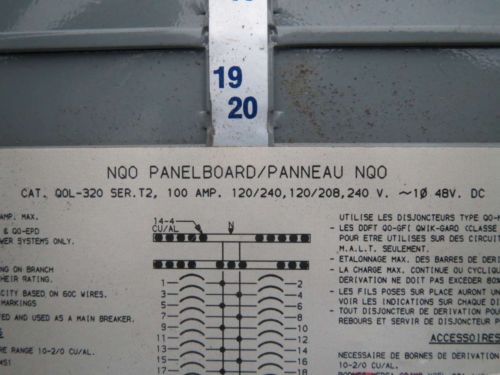 19
20
NQO PANELBOARD/PANNEAU NQO
CAT. QOL-320 SER.T2, 100 AMP. 120/240,120/208,240 V. ~1Ø 48V. DC
14-4
CU/AL
N
1
3
5
7
9
11
13
15
2
4
6
8
10
12
14
16
18
AMP. MAX.
& QO-EPD
SYSTEMS ONLY.
ING ON BRANCH
HEIR RATING.
CITY BASED ON 60C WIRES.
MARKINGS
TED AND USED AS A MAIN BREAKER.
RE RANGE 10-2/0 CU/AL.
UTILISE LES DISJONCTEURS TYPE QO-
- LES DDFT QO-GFI QWIK-GARD (CLASSE
POUR ETRE UTILISES SUR DES CIRCUIT
M.A.L.T. SEULEMENT.
- ETALONNAGE MAX. DES BARRES DE DERI
- LA CHARGE MAX. CONTINUE OU CYCLIQ
DERIVATION NE DOIT PAS EXCEDER 80%
- LES FILS POSES SUR PLACE AURONT UN
VOIR LES INDICATIONS SUR CHAQUE DI
- TOUT DISJONCTEUR DE DERIVATION POU
REBOURS ET SERVIR DE DISJONCTEUR P
ACCESSOIRES
NECESSAIRE DE BORNES DE DERIVATION
10-2/0 CU/AL.